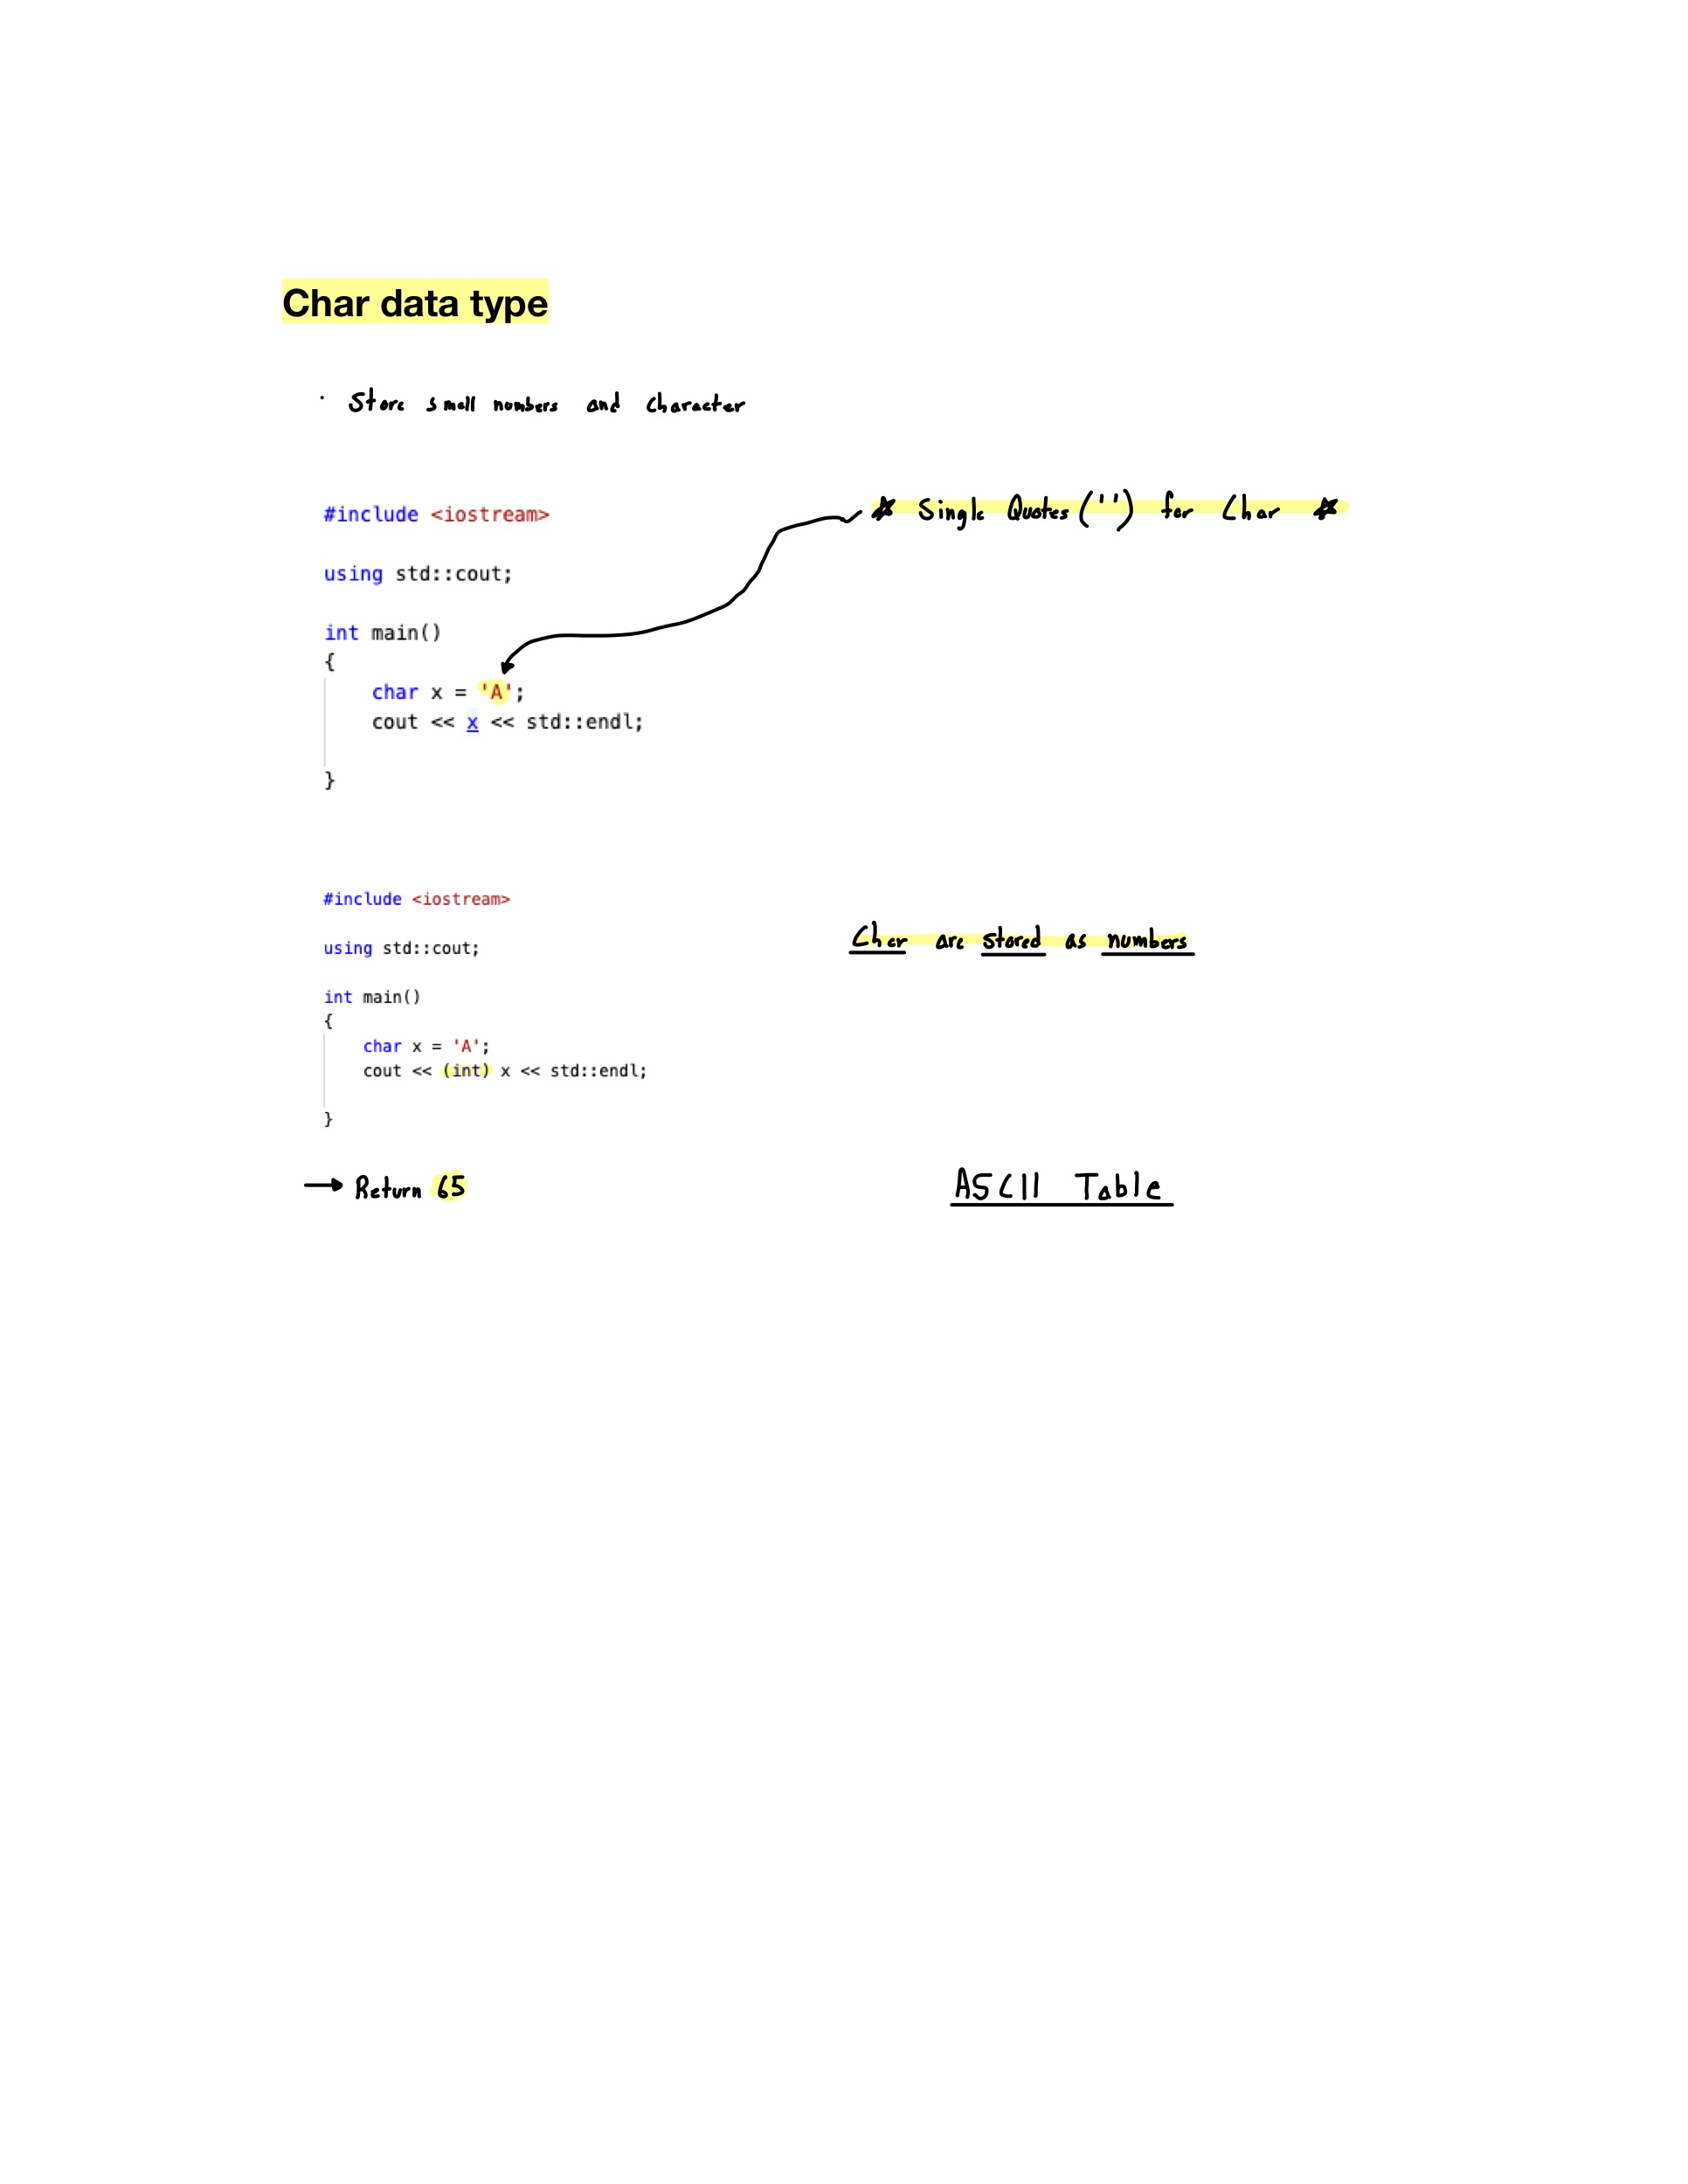 Char data type
· Store small numbers and character
* Single Quotes ('') for Char *
#include <iostream>
using std::cout;
int main()
{
char x = 'A';
cout << x << std::endl;
}
#include <iostream>
Char are stored as numbers
using std::cout;
int main()
{
char x = 'A';
cout << (int) x << std::endl;
}
→ Return 65
ASCII Table